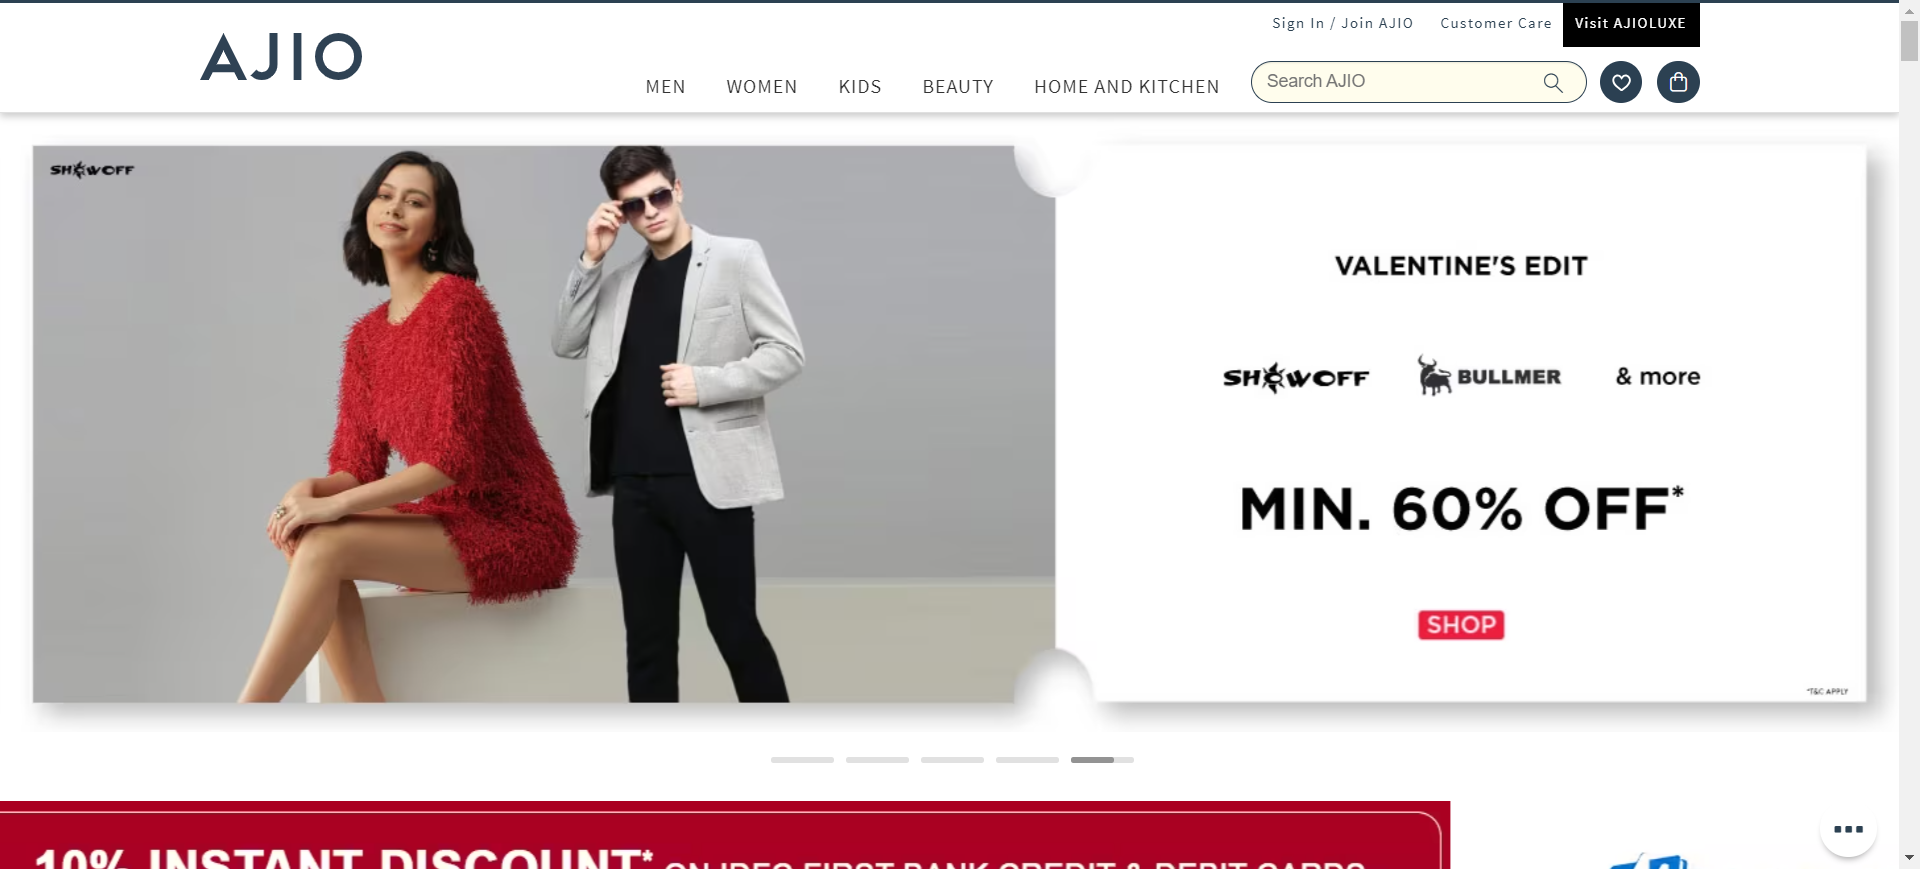 Sign In / Join AJIO Customer Care Visit AJIOLUXE
AJIO
MEN WOMEN KIDS BEAUTY HOME AND KITCHEN Search AJIO
SHOWOFF
VALENTINE'S EDIT
SHOWOFF BULLMER & more
MIN. 60% OFF*
SHOP
*T&C APPLY
10% INSTANT DISCOUNT* ON IDFC FIRST BANK CREDIT & DEBIT CARDS